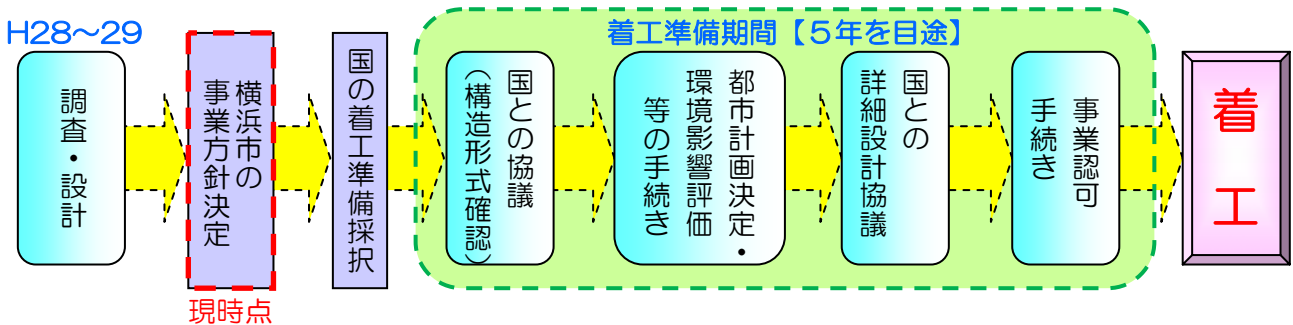 H28～29
着工準備期間【５年を目途】
調査・設計
横浜市の
事業方針決定
国の着工準備採択
国との協議
（構造形式確認）
都市計画決定・
環境影響評価
等の手続き
国との
詳細設計協議
事業認可
手続き
着工
現時点